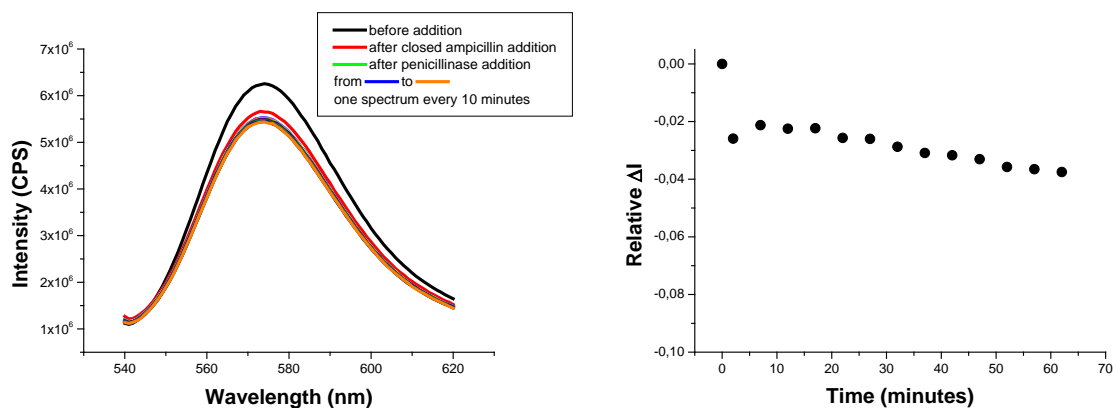 before addition
after closed ampicillin addition
after penicillinase addition
from to
one spectrum every 10 minutes
7x10⁶
6x10⁶
5x10⁶
4x10⁶
3x10⁶
2x10⁶
1x10⁶
Intensity (CPS)
540 560 580 600 620
Wavelength (nm)
0,00
-0,02
-0,04
-0,06
-0,08
-0,10
Relative ΔI
0 10 20 30 40 50 60 70
Time (minutes)